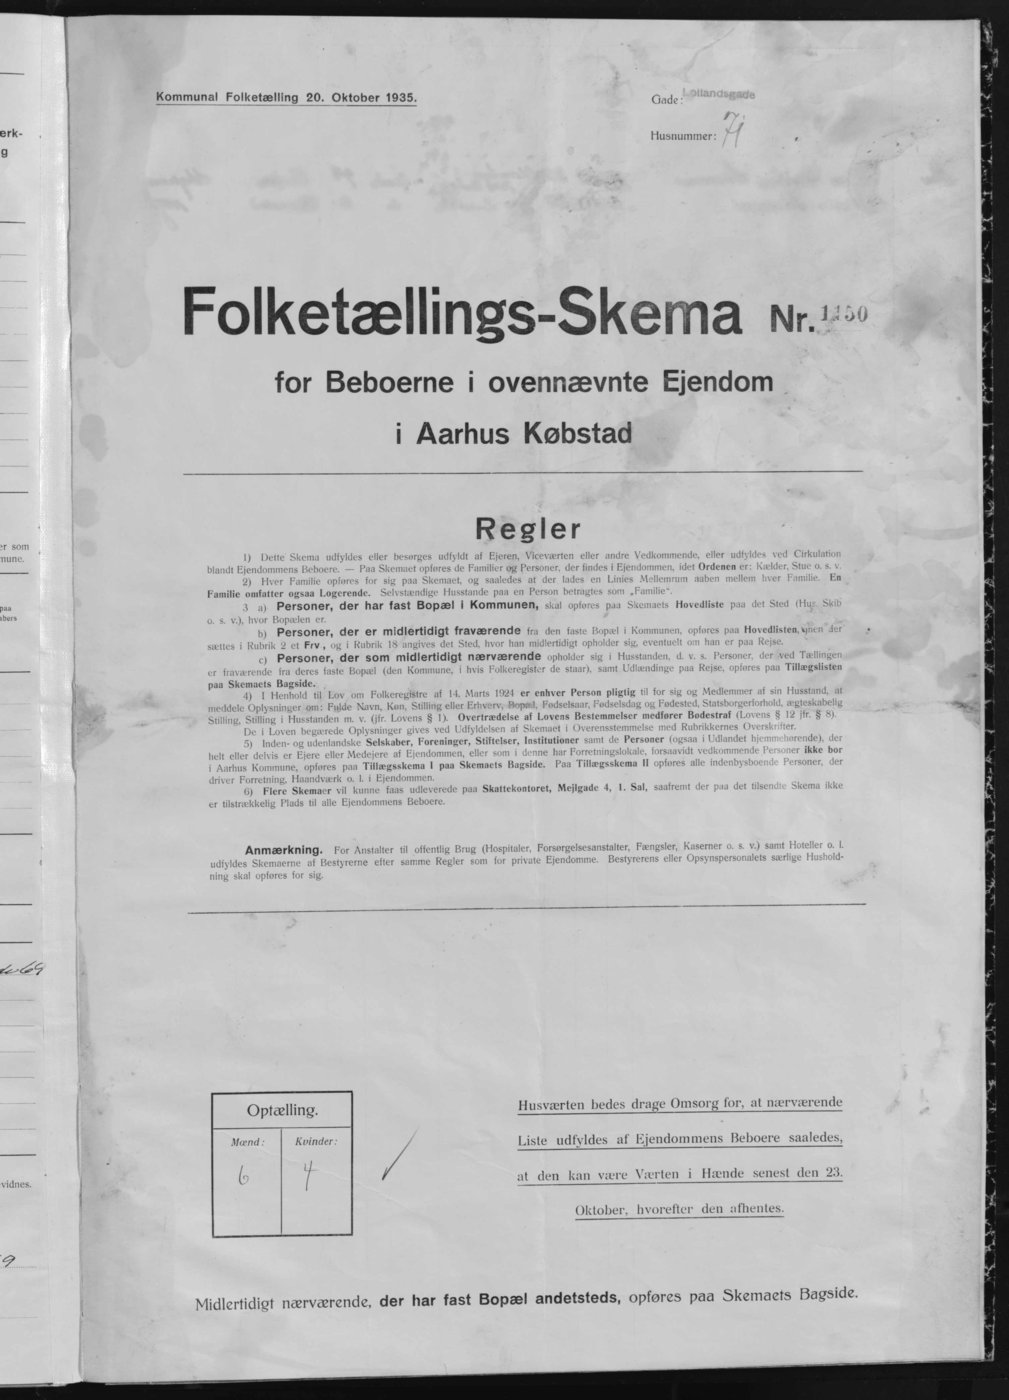 Kommunal Folketælling 20. Oktober 1935.
Gade: Lollandsgade
Husnummer: 71
Folketællings-Skema Nr. 1150
for Beboerne i ovennævnte Ejendom
i Aarhus Købstad
Regler
1) Dette Skema udfyldes eller besørges udfyldt af Ejeren, Viceværten eller andre Vedkommende, eller udfyldes ved Cirkulation
blandt Ejendommens Beboere. — Paa Skemaet opføres de Familier og Personer, der findes i Ejendommen, idet Ordenen er: Kælder, Stue o. s. v.
2) Hver Familie opføres for sig paa Skemaet, og saaledes at der lades en Linies Mellemrum aaben mellem hver Familie. En
Familie omfatter ogsaa Logerende. Selvstændige Husstande paa en Person betragtes som „Familie“.
3 a) Personer, der har fast Bopæl i Kommunen, skal opføres paa Skemaets Hovedliste paa det Sted (Hus, Skib
o. s. v.), hvor Bopælen er.
b) Personer, der er midlertidigt fraværende fra den faste Bopæl i Kommunen, opføres paa Hovedlisten, men der
sættes i Rubrik 2 et Frv., og i Rubrik 18 angives det Sted, hvor han midlertidigt opholder sig, eventuelt om han er paa Rejse.
c) Personer, der som midlertidigt nærværende opholder sig i Husstanden, d. v. s. Personer, der ved Tællingen
er fraværende fra deres faste Bopæl (den Kommune, i hvis Folkeregister de staar), samt Udlændinge paa Rejse, opføres paa Tillægslisten
paa Skemaets Bagside.
4) I Henhold til Lov om Folkeregistre af 14. Marts 1924 er enhver Person pligtig til for sig og Medlemmer af sin Husstand, at
meddele Oplysninger om: Fulde Navn, Køn, Stilling eller Erhverv, Bopæl, Fødselsaar, Fødselsdag og Fødested, Statsborgerforhold, ægteskabelig
Stilling, Stilling i Husstanden m. v. (jfr. Lovens § 1). Overtrædelse af Lovens Bestemmelser medfører Bødestraf (Lovens § 12 jfr. § 8).
De i Loven begærede Oplysninger gives ved Udfyldelsen af Skemaet i Overensstemmelse med Rubrikkernes Overskrifter.
5) Inden- og udenlandske Selskaber, Foreninger, Stiftelser, Institutioner samt de Personer (ogsaa i Udlandet hjemmehørende), der
helt eller delvis er Ejere eller Medejere af Ejendommen, eller som i denne har Forretningslokale, forsaavidt vedkommende Personer ikke bor
i Aarhus Kommune, opføres paa Tillægsskema I paa Skemaets Bagside. Paa Tillægsskema II opføres alle indenbysboende Personer, der
driver Forretning, Haandværk o. l. i Ejendommen.
6) Flere Skemaer vil kunne faas udleverede paa Skattekontoret, Mejlgade 4, 1. Sal, saafremt der paa det tilsendte Skema ikke
er tilstrækkelig Plads til alle Ejendommens Beboere.
Anmærkning. For Anstalter til offentlig Brug (Hospitaler, Forsørgelsesanstalter, Fængsler, Kaserner o. s. v.) samt Hoteller o. l.
udfyldes Skemaerne af Bestyrerne efter samme Regler som for private Ejendomme. Bestyrerens eller Opsynspersonalets særlige Hushold-
ning skal opføres for sig.
Optælling.
Mænd: Kvinder:
6 4
Husværten bedes drage Omsorg for, at nærværende
Liste udfyldes af Ejendommens Beboere saaledes,
at den kan være Værten i Hænde senest den 23.
Oktober, hvorefter den afhentes.
Midlertidigt nærværende, der har fast Bopæl andetsteds, opføres paa Skemaets Bagside.